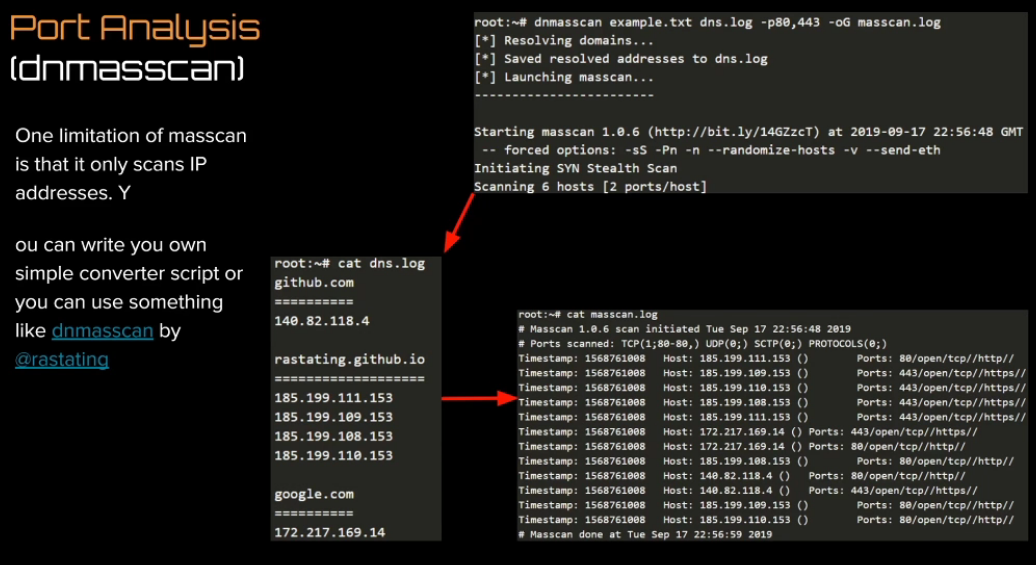 Port Analysis
(dnmasscan)
One limitation of masscan
is that it only scans IP
addresses. Y
ou can write you own
simple converter script or
you can use something
like dnmasscan by
@rastating
root:~# dnmasscan example.txt dns.log -p80,443 -oG masscan.log
[*] Resolving domains...
[*] Saved resolved addresses to dns.log
[*] Launching masscan...
------------------------
Starting masscan 1.0.6 (http://bit.ly/14GZzcT) at 2019-09-17 22:56:48 GMT
-- forced options: -sS -Pn -n --randomize-hosts -v --send-eth
Initiating SYN Stealth Scan
Scanning 6 hosts [2 ports/host]
root:~# cat dns.log
github.com
==========
140.82.118.4
rastating.github.io
===================
185.199.111.153
185.199.109.153
185.199.108.153
185.199.110.153
google.com
==========
172.217.169.14
root:~# cat masscan.log
# Masscan 1.0.6 scan initiated Tue Sep 17 22:56:48 2019
# Ports scanned: TCP(1;80-80,) UDP(0;) SCTP(0;) PROTOCOLS(0;)
Timestamp: 1568761008 Host: 185.199.111.153 () Ports: 80/open/tcp//http//
Timestamp: 1568761008 Host: 185.199.109.153 () Ports: 443/open/tcp//https//
Timestamp: 1568761008 Host: 185.199.110.153 () Ports: 443/open/tcp//https//
Timestamp: 1568761008 Host: 185.199.108.153 () Ports: 443/open/tcp//https//
Timestamp: 1568761008 Host: 185.199.111.153 () Ports: 443/open/tcp//https//
Timestamp: 1568761008 Host: 172.217.169.14 () Ports: 443/open/tcp//https//
Timestamp: 1568761008 Host: 172.217.169.14 () Ports: 80/open/tcp//http//
Timestamp: 1568761008 Host: 185.199.108.153 () Ports: 80/open/tcp//http//
Timestamp: 1568761008 Host: 140.82.118.4 () Ports: 80/open/tcp//http//
Timestamp: 1568761008 Host: 140.82.118.4 () Ports: 443/open/tcp//https//
Timestamp: 1568761008 Host: 185.199.109.153 () Ports: 80/open/tcp//http//
Timestamp: 1568761008 Host: 185.199.110.153 () Ports: 80/open/tcp//http//
# Masscan done at Tue Sep 17 22:56:59 2019